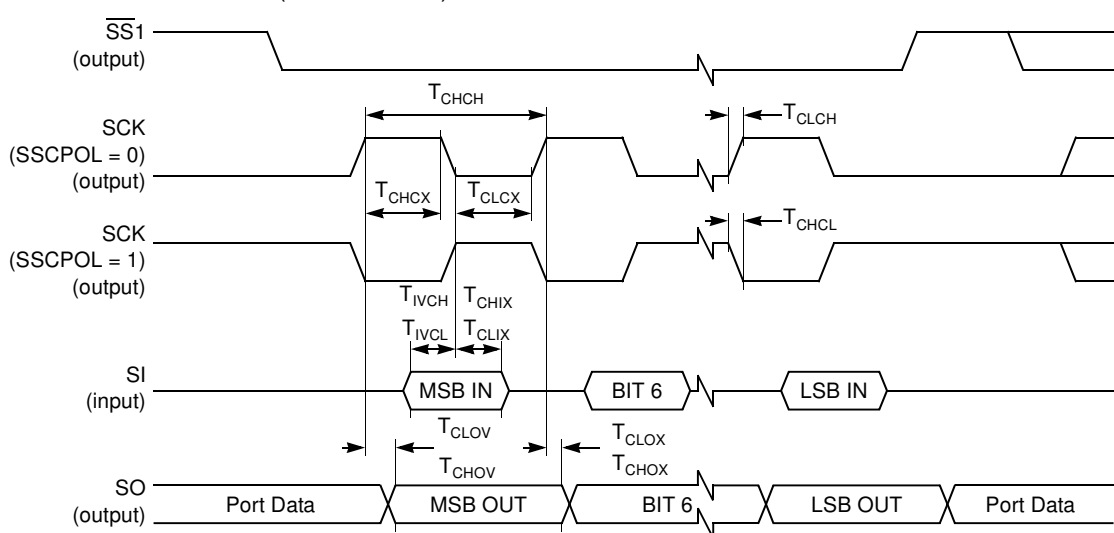 SS1
(output)
T_CHCH
T_CLCH
SCK
(SSCPOL = 0)
(output)
T_CHCX
T_CLCX
T_CHCL
SCK
(SSCPOL = 1)
(output)
T_IVCH
T_CHIX
T_IVCL
T_CLIX
SI
(input)
MSB IN
BIT 6
LSB IN
T_CLOV
T_CLOX
T_CHOV
T_CHOX
SO
(output)
Port Data
MSB OUT
BIT 6
LSB OUT
Port Data